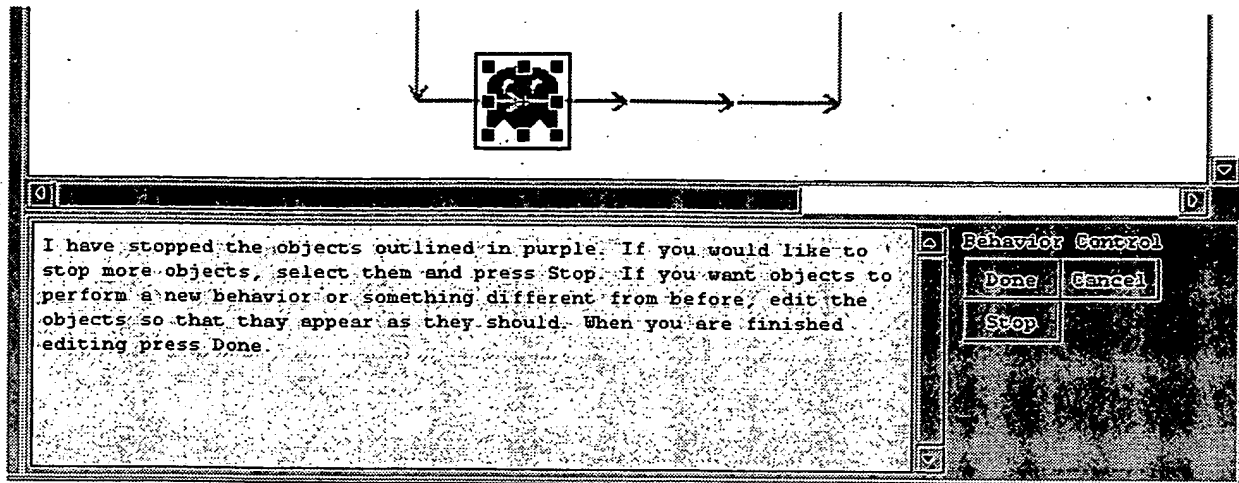 I have stopped the objects outlined in purple. If you would like to
stop more objects, select them and press Stop. If you want objects to
perform a new behavior or something different from before, edit the
objects so that thay appear as they should. When you are finished
editing press Done.
Behavior Control
Done Cancel
Stop